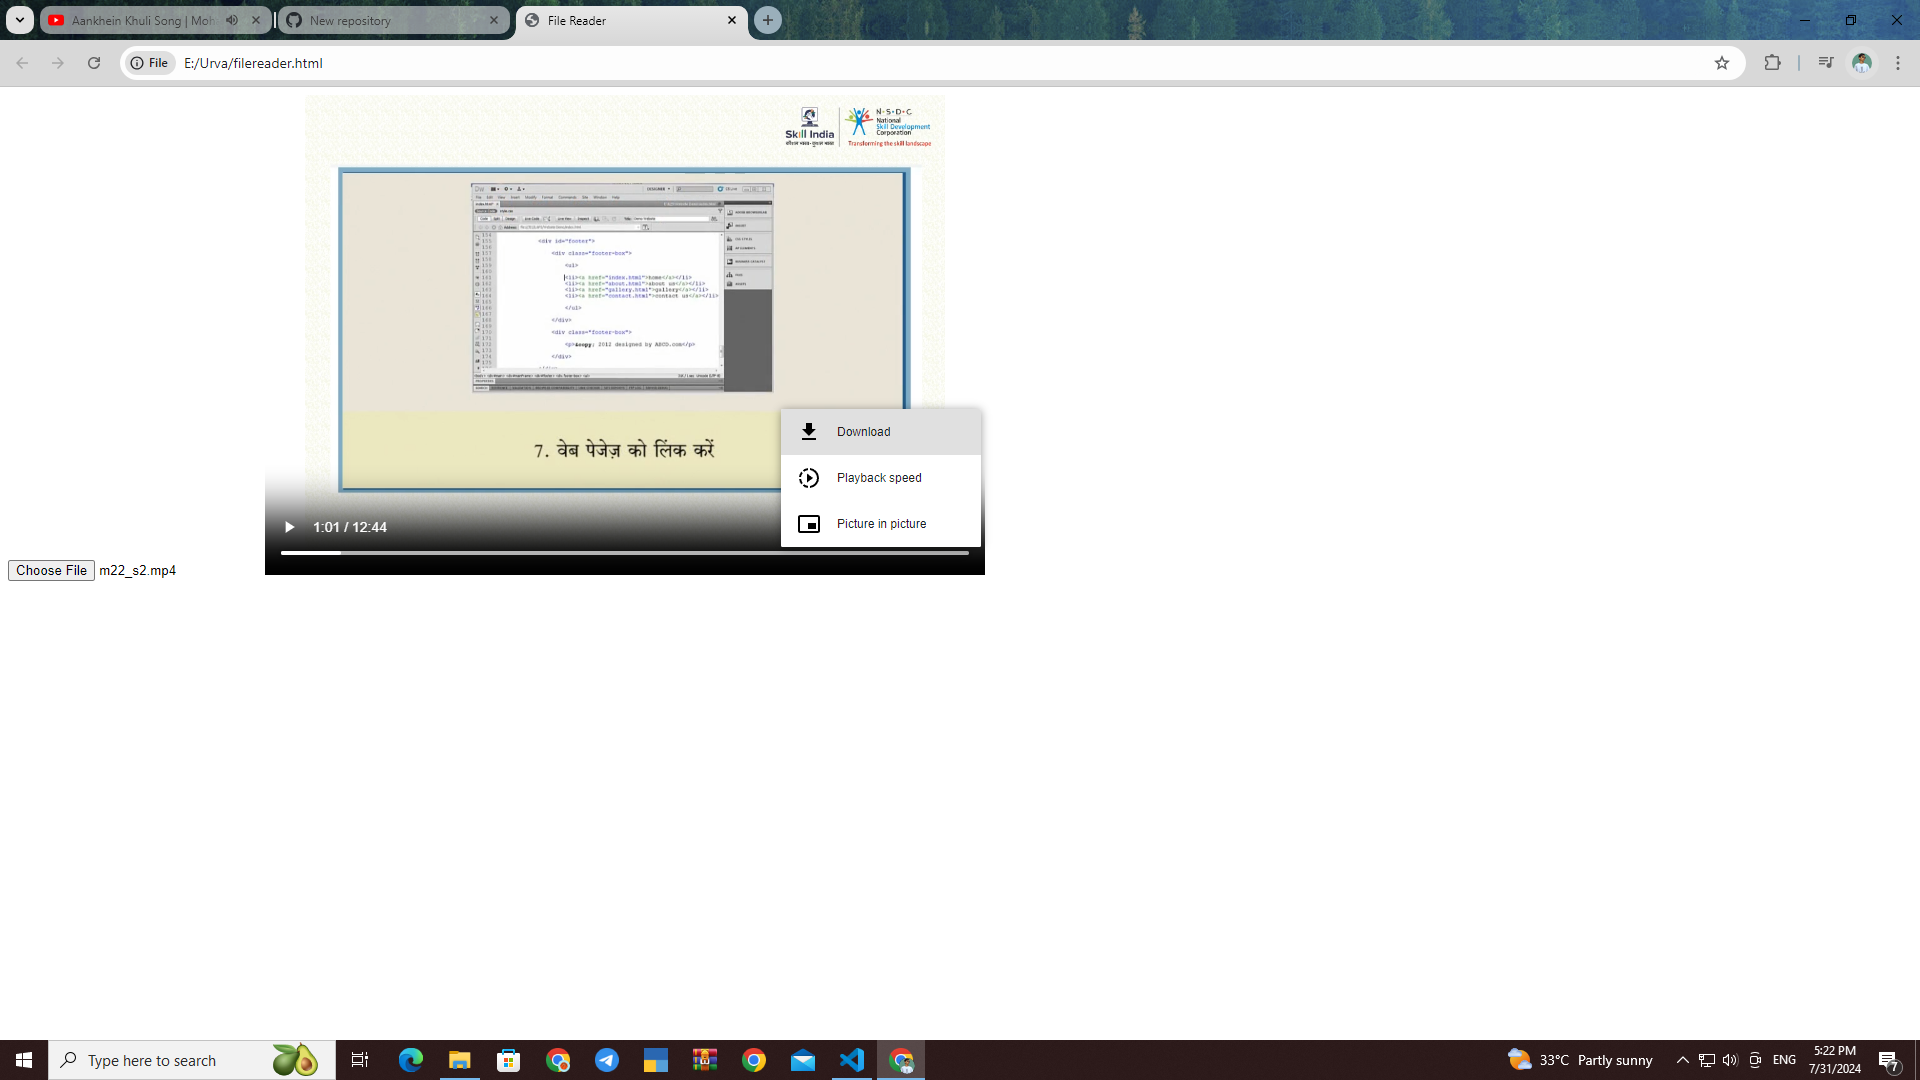 Aankhein Khuli Song | Moh
New repository
File Reader
File
E:/Urva/filereader.html
Skill India
कौशल भारत-कुशल भारत
N·S·D·C
National
Skill Development
Corporation
Transforming the skill landscape
<div id="footer">
<div class="footer-box">
<ul>
<li><a href="index.html">home</a></li>
<li><a href="about.html">about us</a></li>
<li><a href="gallery.html">gallery</a></li>
<li><a href="contact.html">contact us</a></li>
</ul>
</div>
<div class="footer-box">
<p>&copy; 2012 designed by ABCD.com</p>
</div>
7. वेब पेजेज़ को लिंक करें
Download
Playback speed
Picture in picture
1:01 / 12:44
Choose File m22_s2.mp4
Type here to search
33°C Partly sunny
ENG
5:22 PM
7/31/2024
7